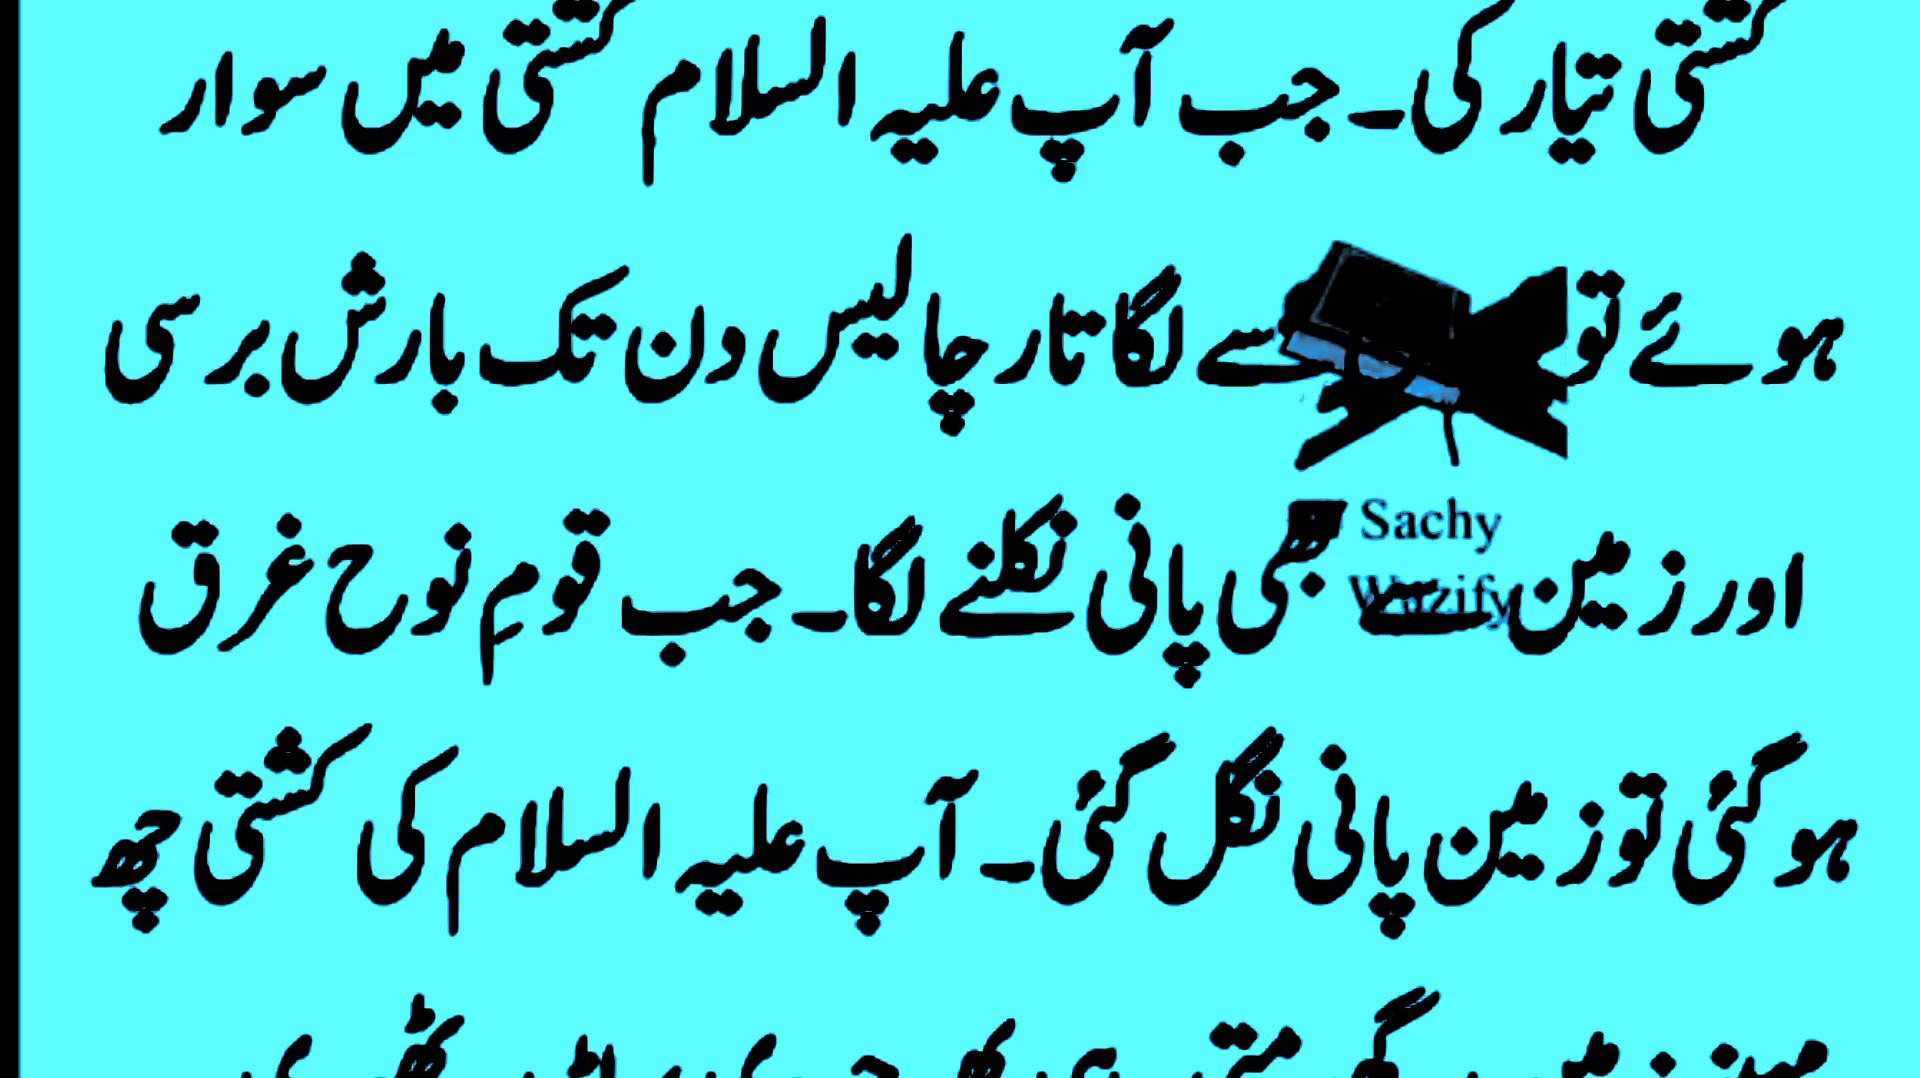 کشتی تیار کی۔ جب آپ علیہ السلام کشتی میں سوار
ہوئے تو سے لگاتار چالیس دن تک بارش برسی
Sachy
Wazify
اور زمین سے بھی پانی نکلنے لگا۔ جب قومِ نوح غرق
ہو گئی تو زمین پانی نگل گئی۔ آپ علیہ السلام کی کشتی چھ